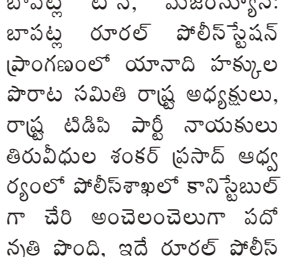 బాపట్ల టౌన్, మేజర్‌న్యూస్:
బాపట్ల రూరల్ పోలీస్‌స్టేషన్
ప్రాంగణంలో యానాది హక్కుల
పొరాట సమితి రాష్ట్ర అధ్యక్షులు,
రాష్ట్ర టిడిపి పార్టీ నాయకులు
తిరువీధుల శంకర్ ప్రసాద్ ఆధ్వ
ర్యంలో పోలీస్‌శాఖలో కానిస్టేబుల్
గా చేరి అంచెలంచెలుగా పదో
న్నతి పొంది, ఇదే రూరల్ పోలీస్